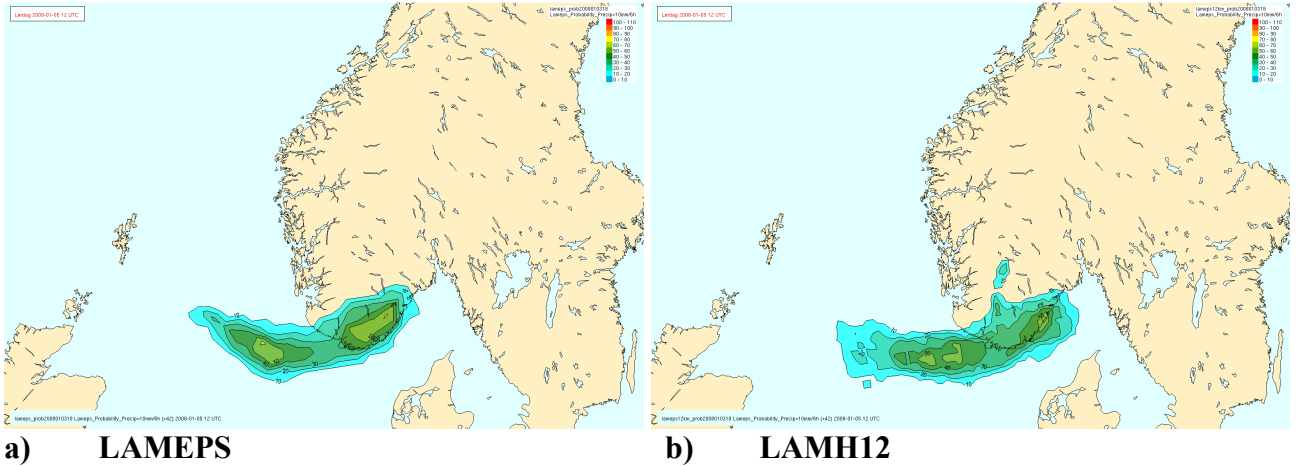 Lørdag 2008-01-05 12 UTC
lameps_prob2008010318
Lameps_Probability_Precip=10mm/6h
100 - 110
90 - 100
80 - 90
70 - 80
60 - 70
50 - 60
40 - 50
30 - 40
20 - 30
10 - 20
0 - 10
lameps_prob2008010318 Lameps_Probability_Precip=10mm/6h (+42) 2008-01-05 12 UTC
Lørdag 2008-01-05 12 UTC
lameps12km_prob2008010318
Lameps_Probability_Precip=10mm/6h
100 - 110
90 - 100
80 - 90
70 - 80
60 - 70
50 - 60
40 - 50
30 - 40
20 - 30
10 - 20
0 - 10
lameps12km_prob2008010318 Lameps_Probability_Precip=10mm/6h (+42) 2008-01-05 12 UTC
a) LAMEPS
b) LAMH12